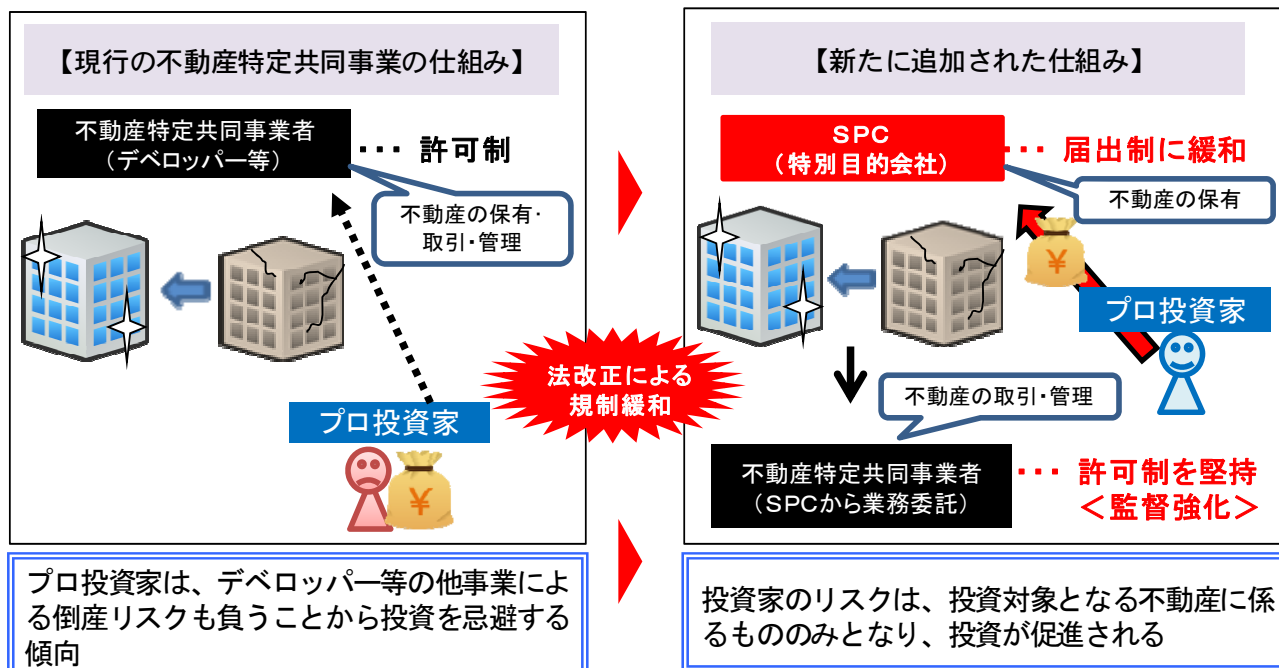 【現行の不動産特定共同事業の仕組み】
不動産特定共同事業者
（デベロッパー等）
･･･ 許可制
不動産の保有･
取引・管理
プロ投資家
¥
プロ投資家は、デベロッパー等の他事業によ
る倒産リスクも負うことから投資を忌避する
傾向
法改正による
規制緩和
【新たに追加された仕組み】
ＳＰＣ
（特別目的会社）
･･･ 届出制に緩和
不動産の保有
¥
プロ投資家
不動産の取引・管理
不動産特定共同事業者
（ＳＰＣから業務委託）
･･･ 許可制を堅持
＜監督強化＞
投資家のリスクは、投資対象となる不動産に係
るもののみとなり、投資が促進される